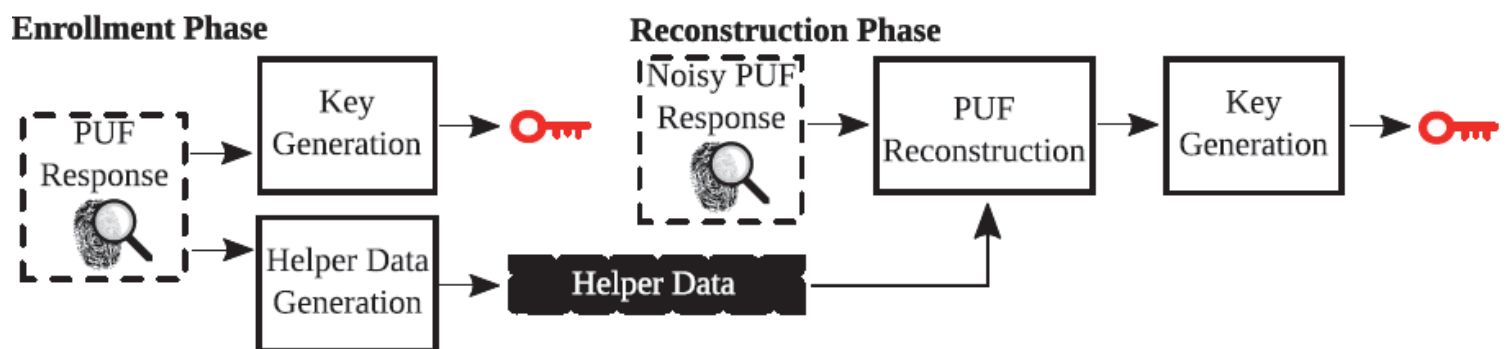 Enrollment Phase
PUF
Response
Key
Generation
Helper Data
Generation
Helper Data
Reconstruction Phase
Noisy PUF
Response
PUF
Reconstruction
Key
Generation